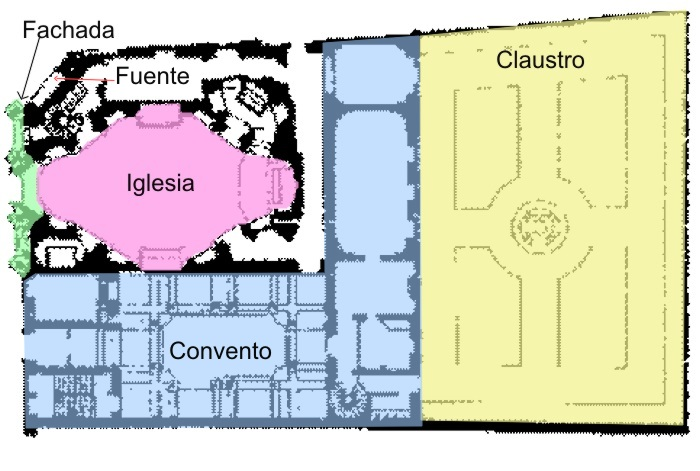 Fachada
Fuente
Claustro
Iglesia
Convento